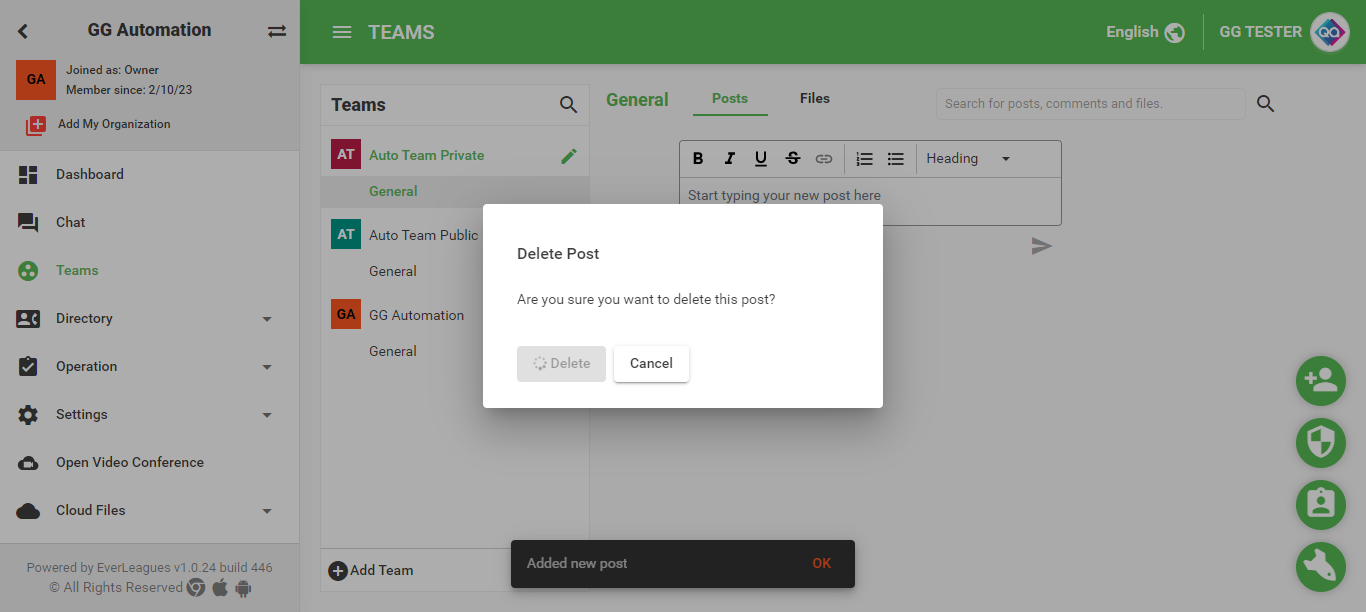 GG Automation
GA
Joined as: Owner
Member since: 2/10/23
Add My Organization
Dashboard
Chat
Teams
Directory
Operation
Settings
Open Video Conference
Cloud Files
Powered by EverLeagues v1.0.24 build 446
© All Rights Reserved
TEAMS
English
GG TESTER
QA
Teams
AT Auto Team Private
General
AT Auto Team Public
General
GA GG Automation
General
Add Team
General
Posts
Files
Search for posts, comments and files.
B I U S
Heading
Start typing your new post here
Delete Post
Are you sure you want to delete this post?
Delete
Cancel
Added new post
OK